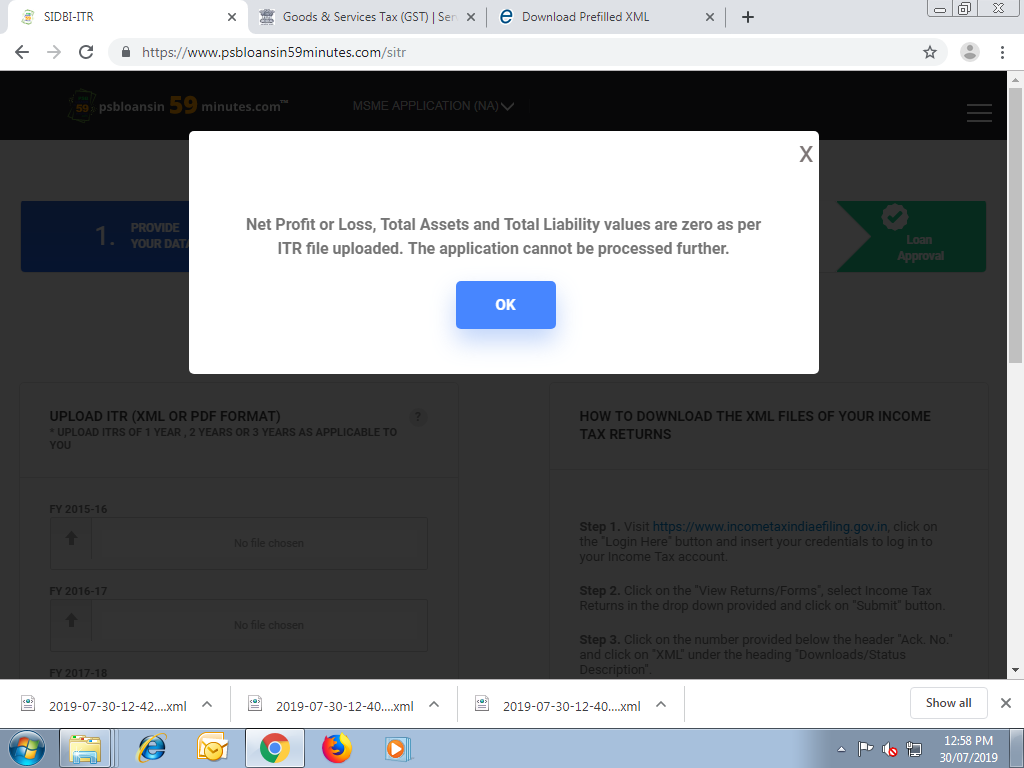 SIDBI-ITR
Goods & Services Tax (GST) | Ser
Download Prefilled XML
https://www.psbloansin59minutes.com/sitr
psbloansin 59 minutes.com™
MSME APPLICATION (NA)
X
Net Profit or Loss, Total Assets and Total Liability values are zero as per
ITR file uploaded. The application cannot be processed further.
OK
1. PROVIDE
YOUR DATA
Loan
Approval
UPLOAD ITR (XML OR PDF FORMAT)
?
* UPLOAD ITRS OF 1 YEAR , 2 YEARS OR 3 YEARS AS APPLICABLE TO
YOU
FY 2015-16
No file chosen
FY 2016-17
No file chosen
FY 2017-18
HOW TO DOWNLOAD THE XML FILES OF YOUR INCOME
TAX RETURNS
Step 1. Visit https://www.incometaxindiaefiling.gov.in, click on
the "Login Here" button and insert your credentials to log in to
your Income Tax account.
Step 2. Click on the "View Returns/Forms", select Income Tax
Returns in the drop down provided and click on "Submit" button.
Step 3. Click on the number provided below the header "Ack. No."
and click on "XML" under the heading "Downloads/Status
Description".
2019-07-30-12-42....xml
2019-07-30-12-40....xml
2019-07-30-12-40....xml
Show all
12:58 PM
30/07/2019